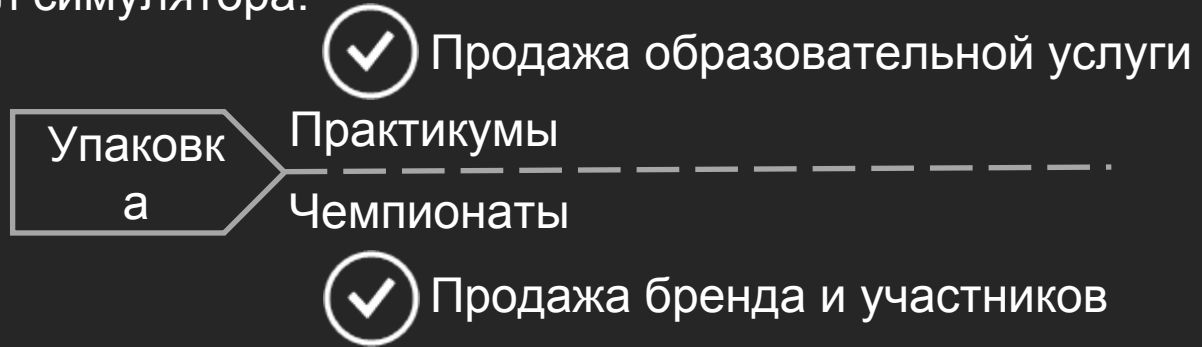 симулятора.
Продажа образовательной услуги
Практикумы
Упаковк
а
Чемпионаты
Продажа бренда и участников